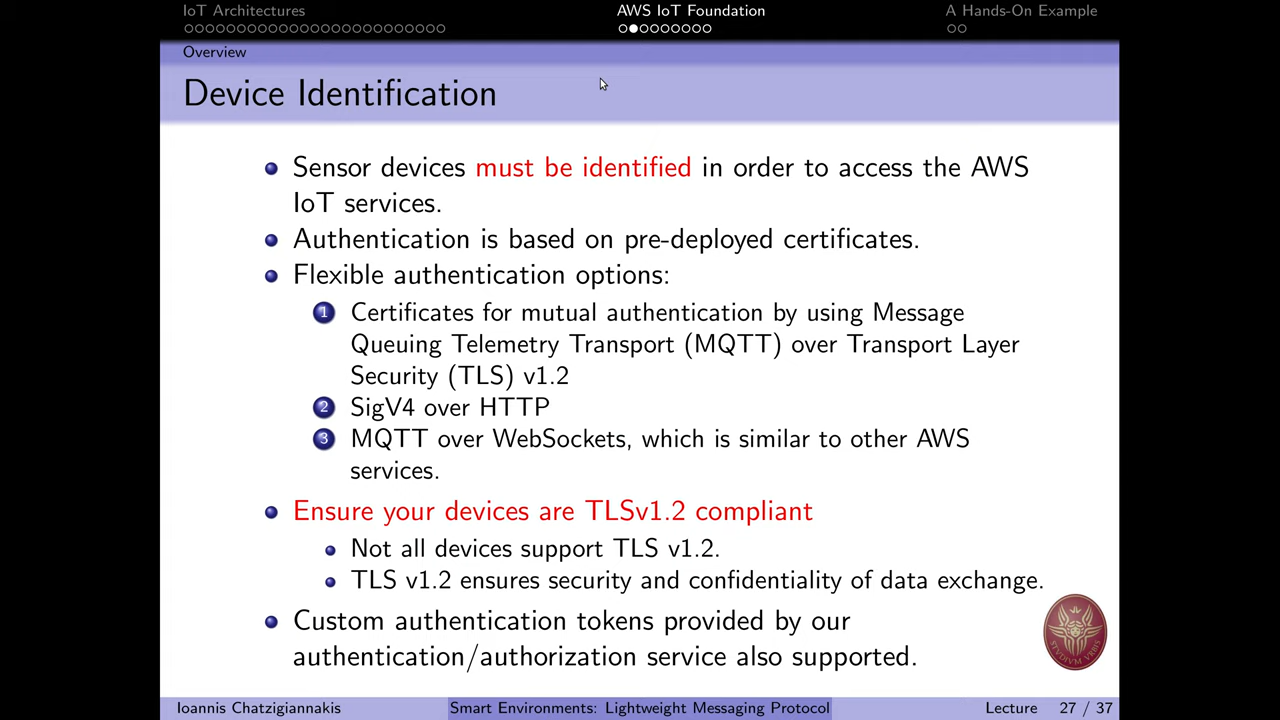 IoT Architectures
AWS IoT Foundation
A Hands-On Example
Overview
Device Identification
Sensor devices must be identified in order to access the AWS
IoT services.
Authentication is based on pre-deployed certificates.
Flexible authentication options:
1 Certificates for mutual authentication by using Message
Queuing Telemetry Transport (MQTT) over Transport Layer
Security (TLS) v1.2
2 SigV4 over HTTP
3 MQTT over WebSockets, which is similar to other AWS
services.
Ensure your devices are TLSv1.2 compliant
Not all devices support TLS v1.2.
TLS v1.2 ensures security and confidentiality of data exchange.
Custom authentication tokens provided by our
authentication/authorization service also supported.
STVDIVM VRBIS
Ioannis Chatzigiannakis
Smart Environments: Lightweight Messaging Protocol
Lecture
27 / 37